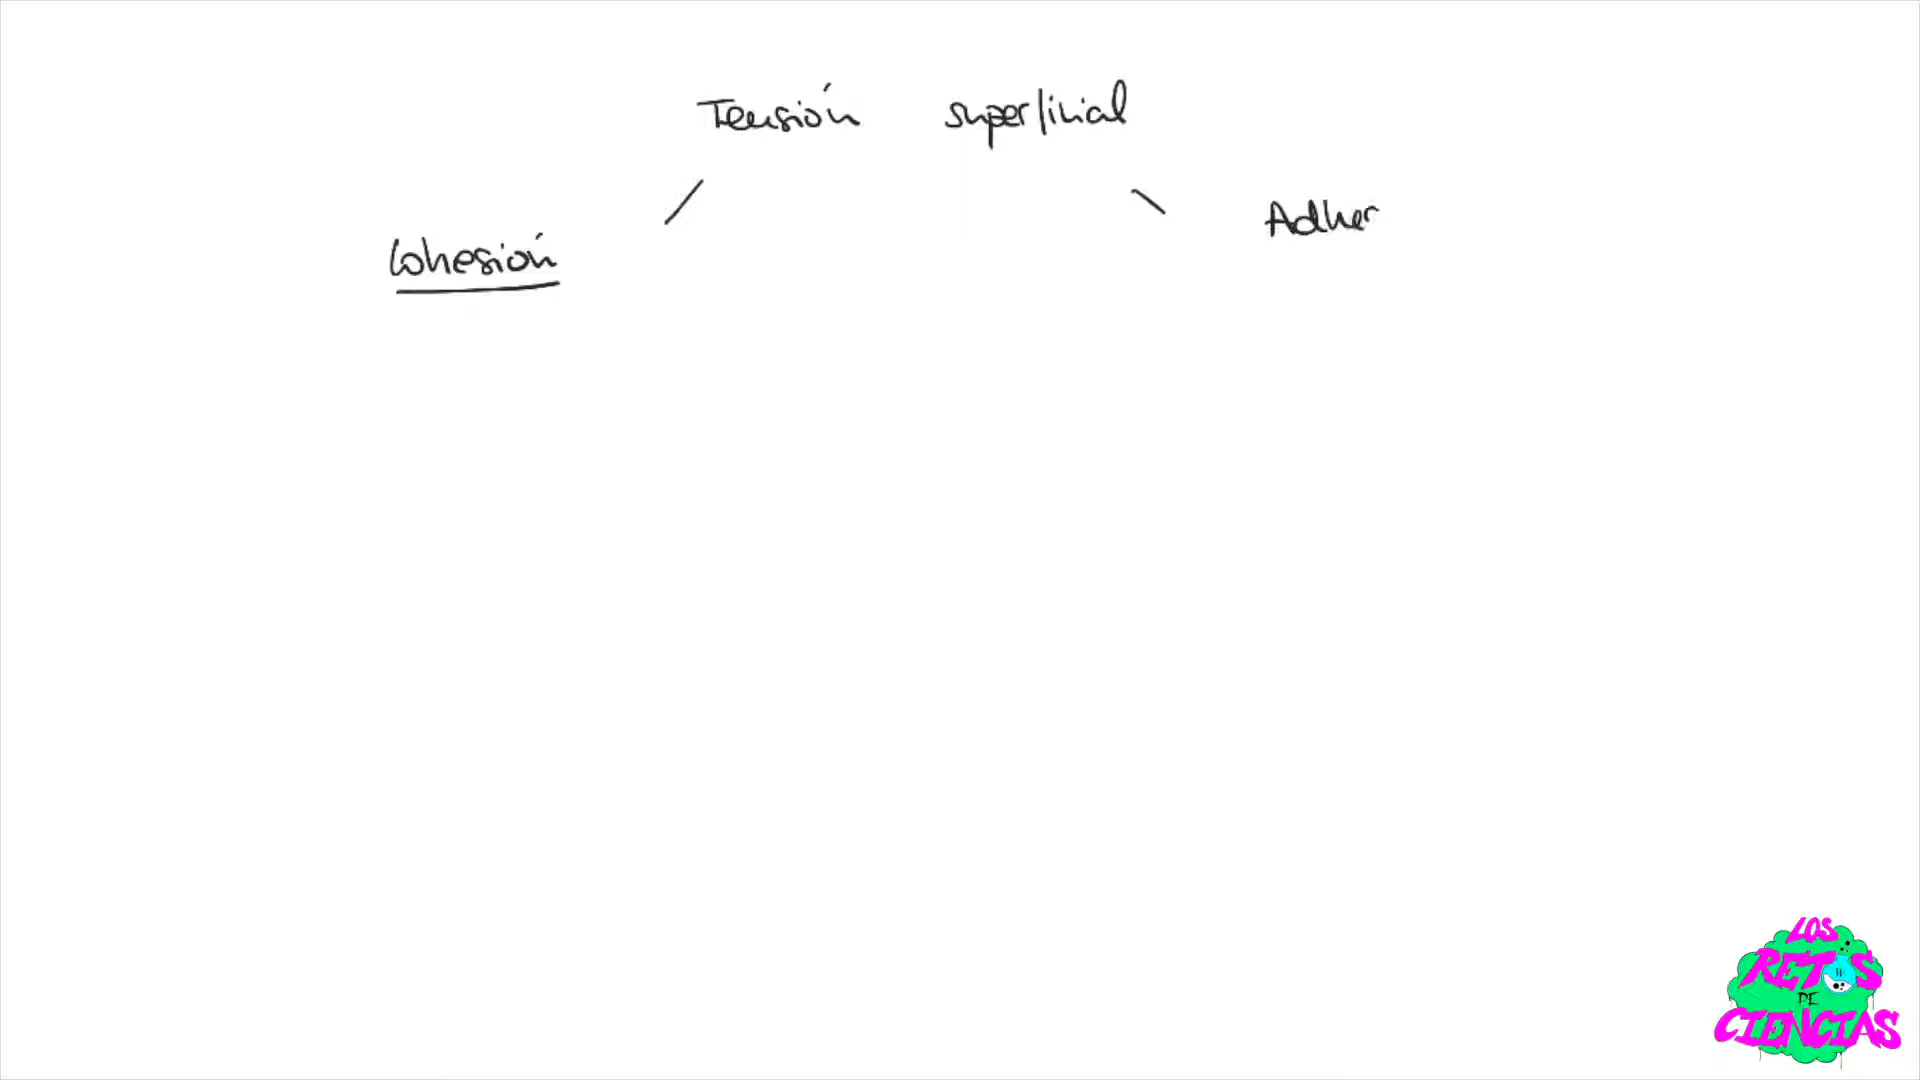 Tensión superficial
Cohesión
Adher
LOS
RETOS
DE
CIENCIAS